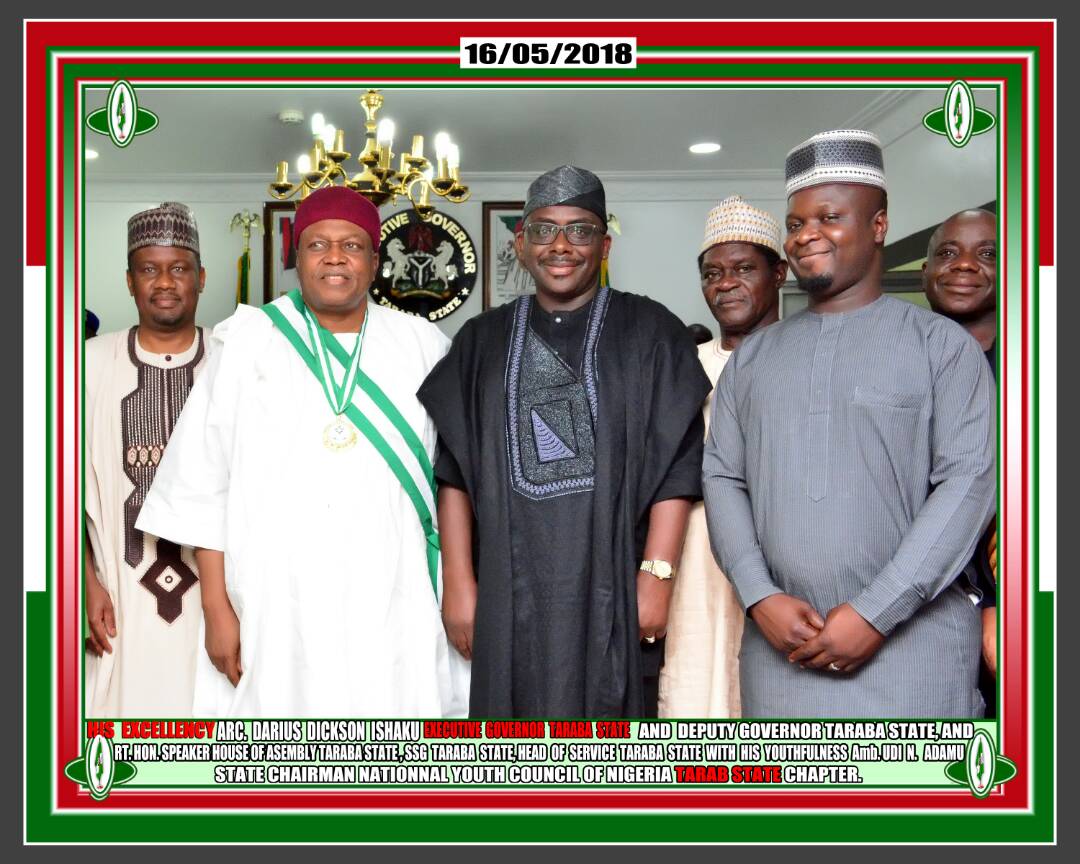 16/05/2018
EXECUTIVE GOVERNOR
TARABA STATE
HIS EXCELLENCY ARC. DARIUS DICKSON ISHAKU EXECUTIVE GOVERNOR TARABA STATE AND DEPUTY GOVERNOR TARABA STATE, AND
RT. HON. SPEAKER HOUSE OF ASEMBLY TARABA STATE, SSG TARABA STATE, HEAD OF SERVICE TARABA STATE WITH HIS YOUTHFULNESS Amb. UDI N. ADAMU
STATE CHAIRMAN NATIONNAL YOUTH COUNCIL OF NIGERIA TARAB STATE CHAPTER.